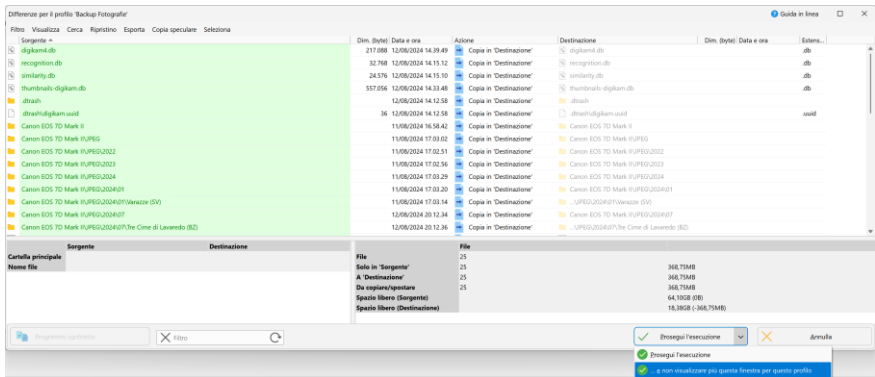 Differenze per il profilo 'Backup Fotografie'
Guida in linea
Filtro Visualizza Cerca Ripristino Esporta Copia speculare Seleziona
Sorgente Dim. (byte) Data e ora Azione Destinazione Dim. (byte) Data e ora Estens...
digikam4.db 217.088 12/08/2024 14.39.49 Copia in 'Destinazione' digikam4.db .db
recognition.db 32.768 12/08/2024 14.15.12 Copia in 'Destinazione' recognition.db .db
similarity.db 24.576 12/08/2024 14.15.10 Copia in 'Destinazione' similarity.db .db
thumbnails-digikam.db 557.056 12/08/2024 14.33.48 Copia in 'Destinazione' thumbnails-digikam.db .db
.dtrash 12/08/2024 14.12.58 Copia in 'Destinazione' .dtrash
.dtrash\digikam.uuid 36 12/08/2024 14.12.58 Copia in 'Destinazione' .dtrash\digikam.uuid .uuid
Canon EOS 7D Mark II 11/08/2024 16.58.42 Copia in 'Destinazione' Canon EOS 7D Mark II
Canon EOS 7D Mark II\JPEG 11/08/2024 17.03.02 Copia in 'Destinazione' Canon EOS 7D Mark II\JPEG
Canon EOS 7D Mark II\JPEG\2022 11/08/2024 17.02.51 Copia in 'Destinazione' Canon EOS 7D Mark II\JPEG\2022
Canon EOS 7D Mark II\JPEG\2023 11/08/2024 17.02.56 Copia in 'Destinazione' Canon EOS 7D Mark II\JPEG\2023
Canon EOS 7D Mark II\JPEG\2024 11/08/2024 17.03.29 Copia in 'Destinazione' Canon EOS 7D Mark II\JPEG\2024
Canon EOS 7D Mark II\JPEG\2024\01 11/08/2024 17.03.20 Copia in 'Destinazione' Canon EOS 7D Mark II\JPEG\2024\01
Canon EOS 7D Mark II\JPEG\2024\01\Varazze (SV) 11/08/2024 17.03.14 Copia in 'Destinazione' ...\JPEG\2024\01\Varazze (SV)
Canon EOS 7D Mark II\JPEG\2024\07 12/08/2024 20.12.34 Copia in 'Destinazione' Canon EOS 7D Mark II\JPEG\2024\07
Canon EOS 7D Mark II\JPEG\2024\07\Tre Cime di Lavaredo (BZ) 12/08/2024 20.12.36 Copia in 'Destinazione' ...\JPEG\2024\07\Tre Cime di Lavaredo (BZ)
Sorgente Destinazione
Cartella principale
Nome file
File
File 25
Solo in 'Sorgente' 25 368,75MB
A 'Destinazione' 25 368,75MB
Da copiare/spostare 25 368,75MB
Spazio libero (Sorgente) 64,10GB (0B)
Spazio libero (Destinazione) 18,38GB (-368,75MB)
Programma Filtro Prosegui l'esecuzione Annulla
Prosegui l'esecuzione
... e non visualizzare più questa finestra per questo profilo